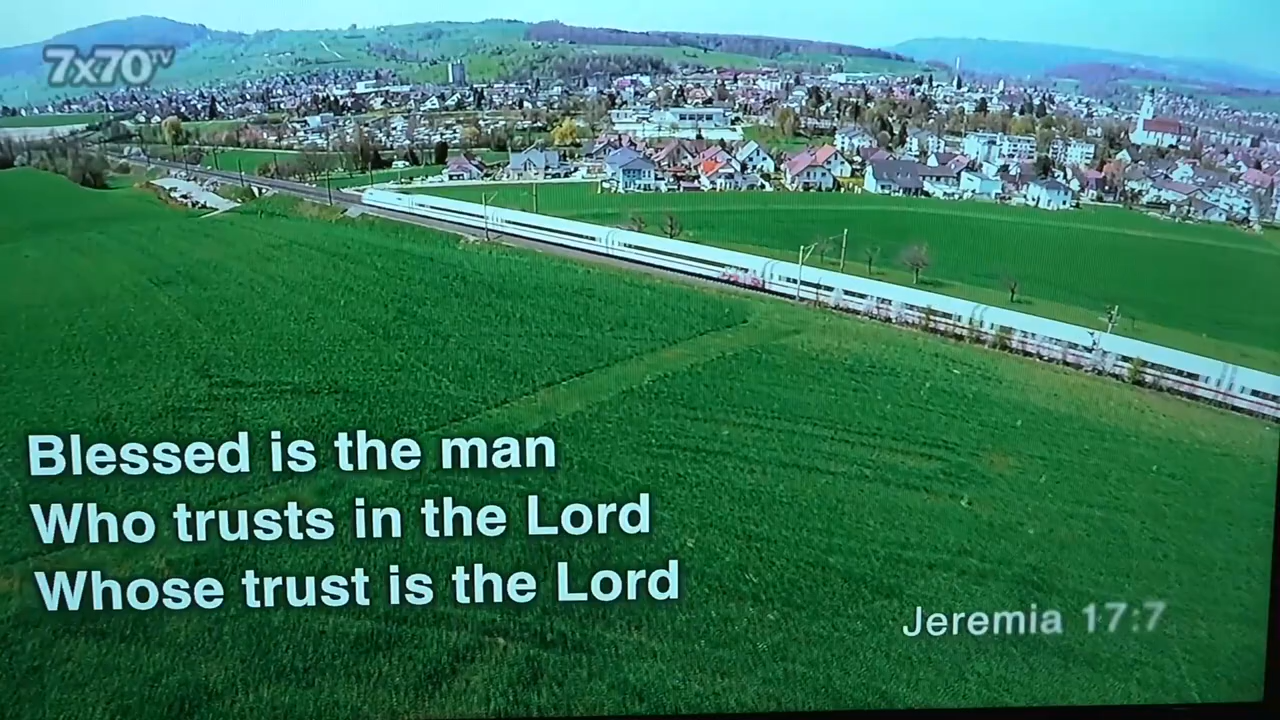 7x70TV
Blessed is the man
Who trusts in the Lord
Whose trust is the Lord
Jeremia 17:7